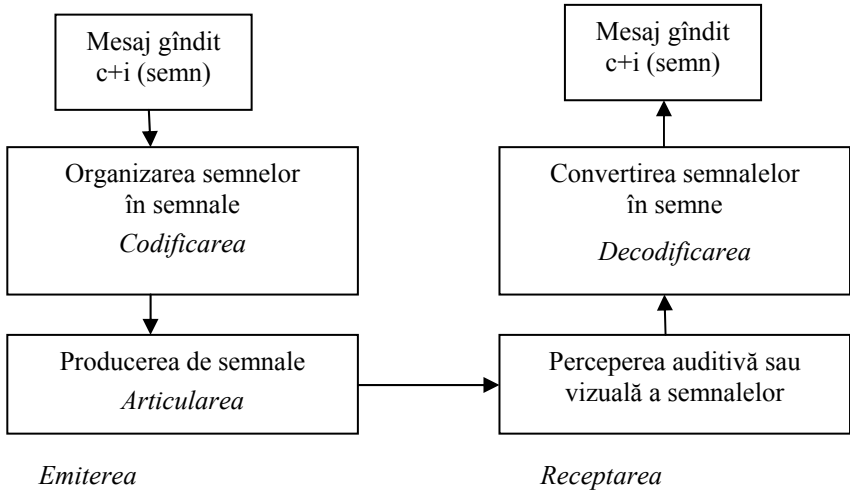 Mesaj gîndit
c+i (semn)
Organizarea semnelor
în semnale
Codificarea
Producerea de semnale
Articularea
Emiterea
Mesaj gîndit
c+i (semn)
Convertirea semnalelor
în semne
Decodificarea
Perceperea auditivă sau
vizuală a semnalelor
Receptarea